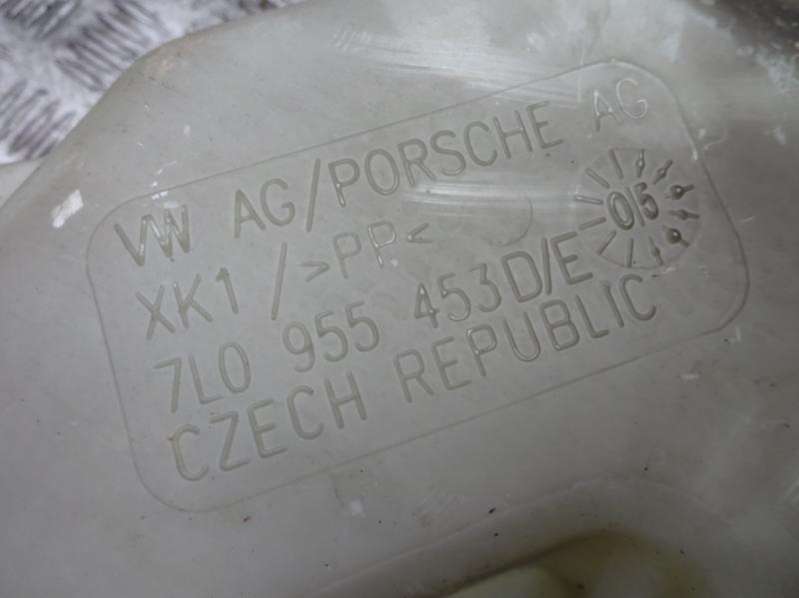 VW AG/PORSCHE AG
XK1 / >PP<
7L0 955 453D/E
05
CZECH REPUBLIC